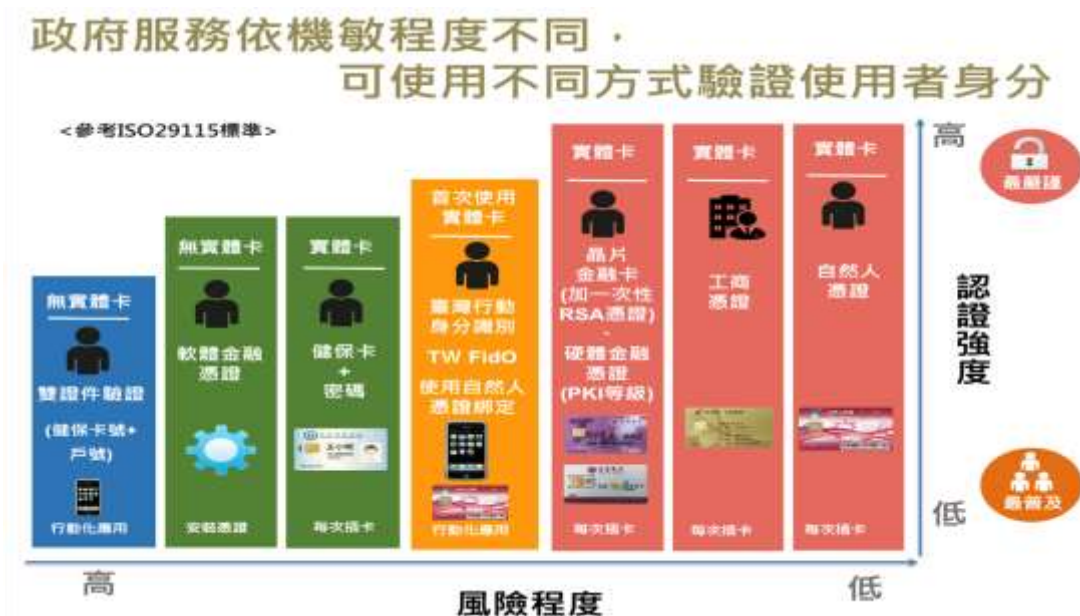 政府服務依機敏程度不同，
可使用不同方式驗證使用者身分
<參考ISO29115標準>
無實體卡
雙證件驗證
(健保卡號+
戶號)
行動化應用
無實體卡
軟體金融
憑證
安裝憑證
實體卡
健保卡
+
密碼
每次插卡
首次使用
實體卡
臺灣行動
身分識別
TW FidO
使用自然人
憑證綁定
行動化應用
實體卡
晶片
金融卡
(加一次性
RSA憑證)
、
硬體金融
憑證
(PKI等級)
每次插卡
實體卡
工商
憑證
每次插卡
實體卡
自然人
憑證
每次插卡
高
最嚴謹
認證強度
低
最普及
高
低
風險程度